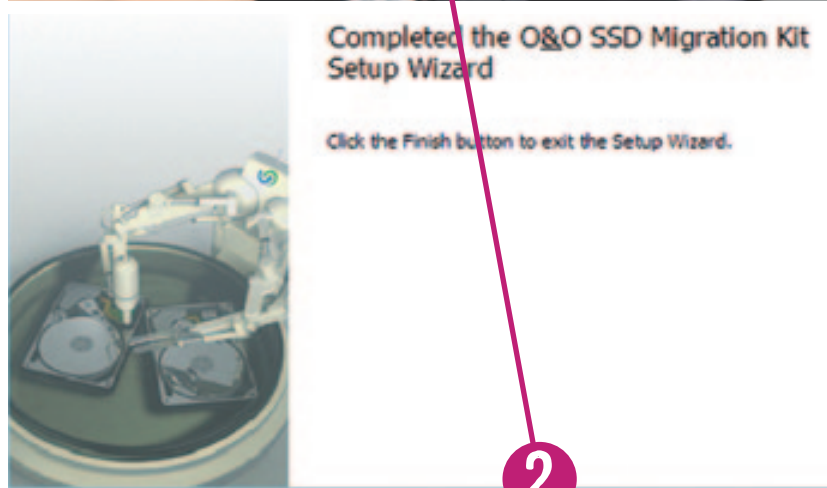 Completed the O&O SSD Migration Kit
Setup Wizard
Click the Finish button to exit the Setup Wizard.
2